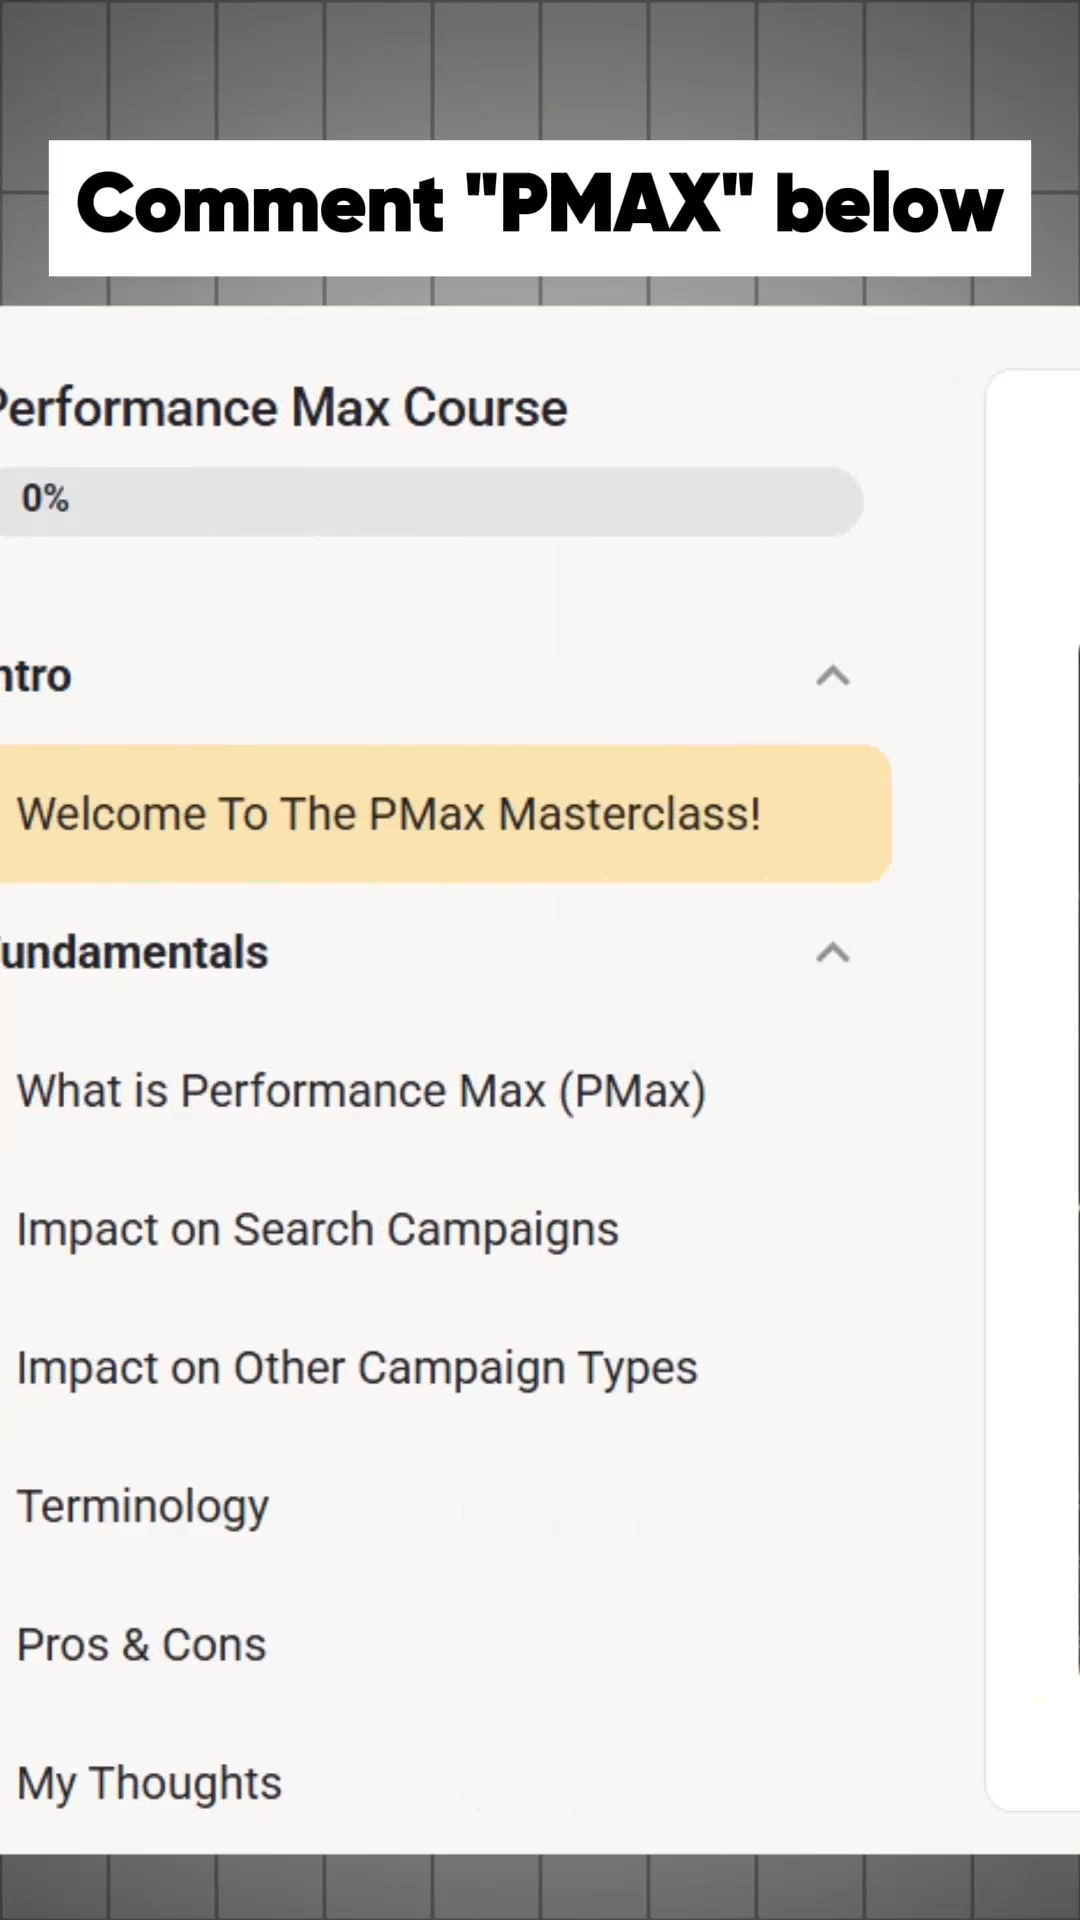 Comment "PMAX" below
Performance Max Course
0%
ntro
Welcome To The PMax Masterclass!
undamentals
What is Performance Max (PMax)
Impact on Search Campaigns
Impact on Other Campaign Types
Terminology
Pros & Cons
My Thoughts